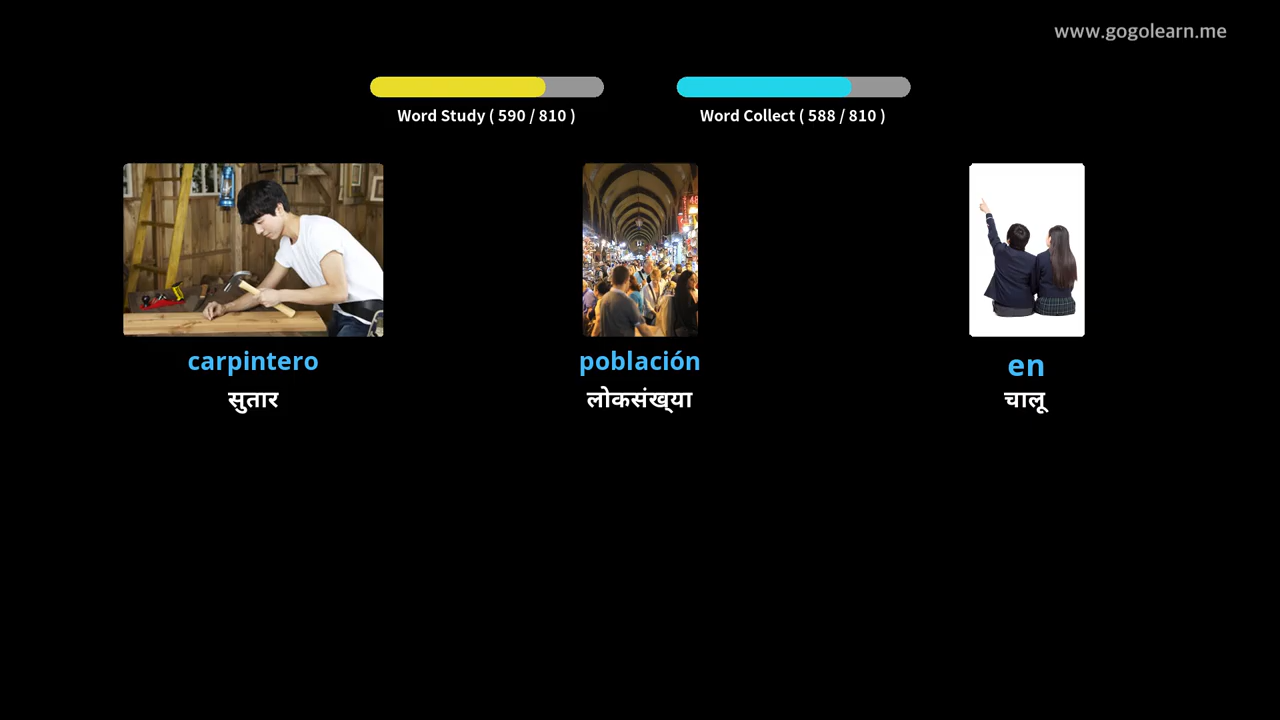 www.gogolearn.me
Word Study ( 590 / 810 )
Word Collect ( 588 / 810 )
carpintero
población
en
सुतार
लोकसंख्या
चालू